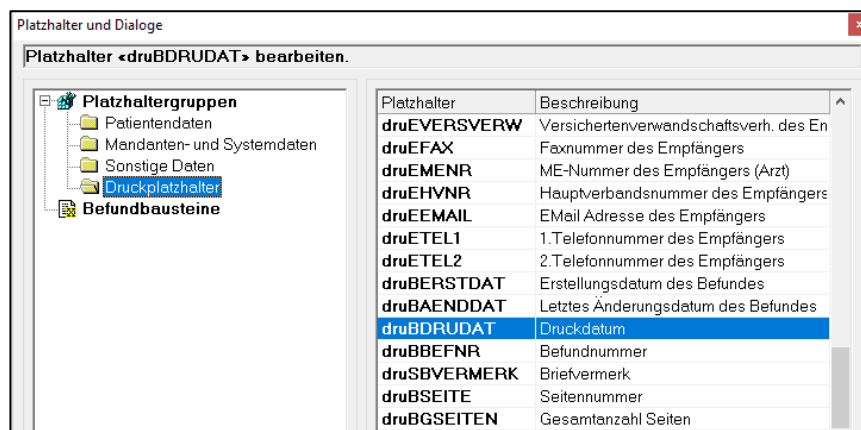 Platzhalter und Dialoge
Platzhalter «druBDRUDAT» bearbeiten.
Platzhaltergruppen
Patientendaten
Mandanten- und Systemdaten
Sonstige Daten
Druckplatzhalter
Befundbausteine
Platzhalter Beschreibung
druEVERSVERW Versichertenverwandschaftsverh. des En
druEFAX Faxnummer des Empfängers
druEMENR ME-Nummer des Empfängers (Arzt)
druEHVNR Hauptverbandsnummer des Empfängers
druEEMAIL EMail Adresse des Empfängers
druETEL1 1.Telefonnummer des Empfängers
druETEL2 2.Telefonnummer des Empfängers
druBERSTDAT Erstellungsdatum des Befundes
druBAENDDAT Letztes Änderungsdatum des Befundes
druBDRUDAT Druckdatum
druBBEFNR Befundnummer
druSBVERMERK Briefvermerk
druBSEITE Seitennummer
druBGSEITEN Gesamtanzahl Seiten